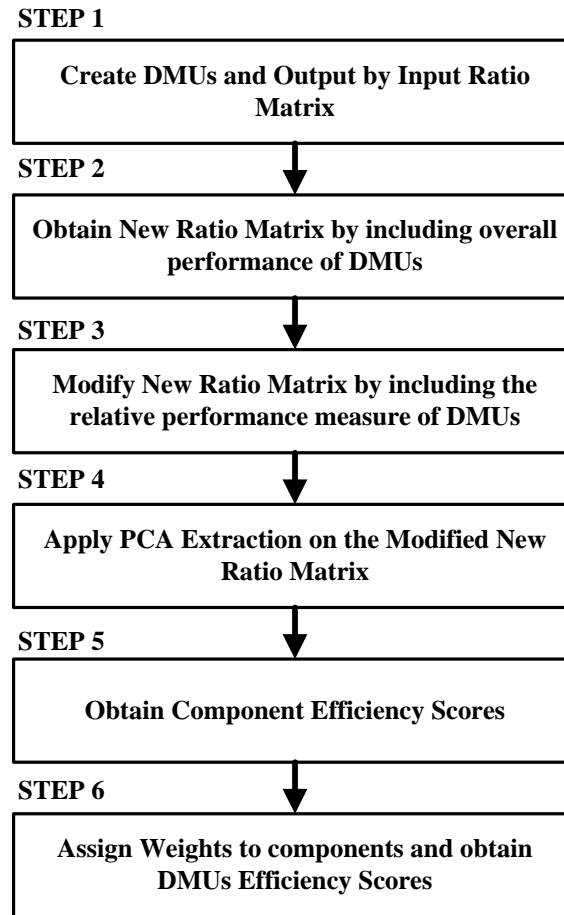 STEP 1
Create DMUs and Output by Input Ratio
Matrix
STEP 2
Obtain New Ratio Matrix by including overall
performance of DMUs
STEP 3
Modify New Ratio Matrix by including the
relative performance measure of DMUs
STEP 4
Apply PCA Extraction on the Modified New
Ratio Matrix
STEP 5
Obtain Component Efficiency Scores
STEP 6
Assign Weights to components and obtain
DMUs Efficiency Scores